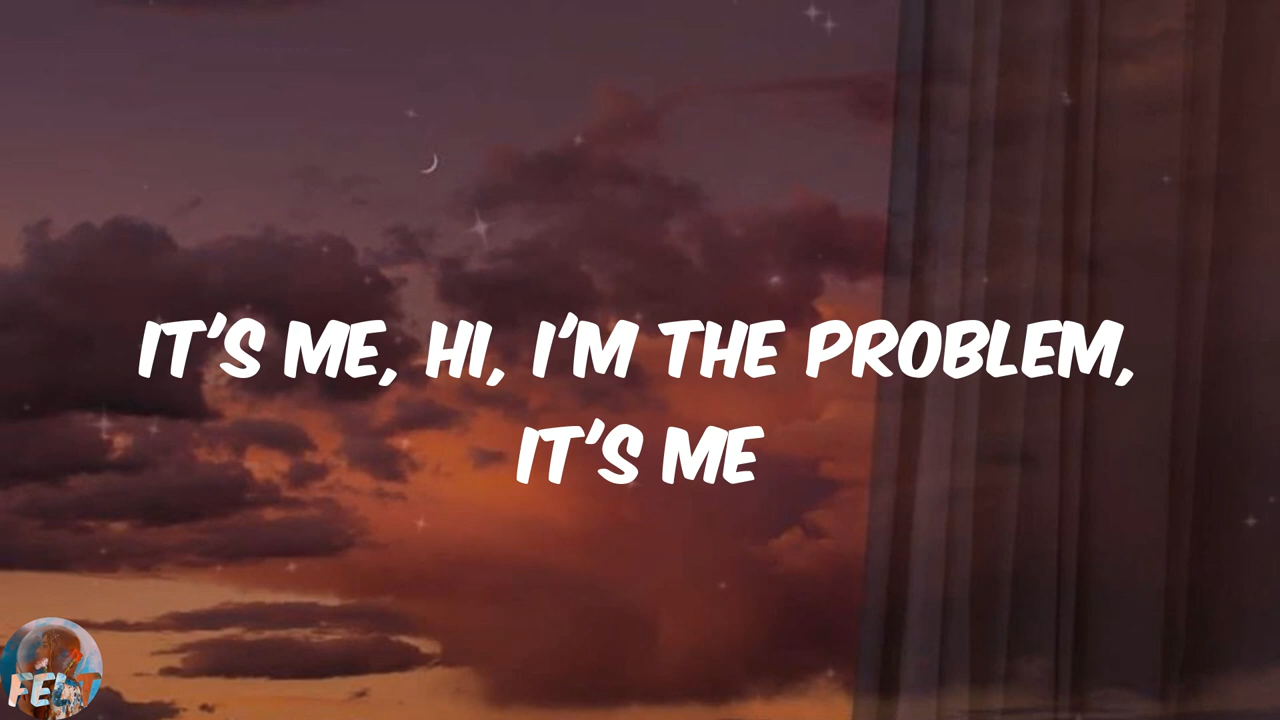 IT'S ME, HI, I'M THE PROBLEM,
IT'S ME
FELT